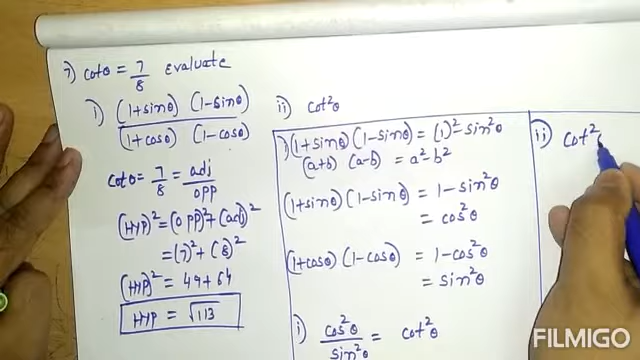 7) cotθ = 7/8 evaluate
i) (1+sinθ) (1-sinθ) / (1+cosθ) (1-cosθ) ii) cot²θ
cotθ = 7/8 = adj/opp
(HYP)² = (OPP)² + (adj)²
= (7)² + (8)²
(HYP)² = 49+64
HYP = √113
i) (1+sinθ) (1-sinθ) = (1)² - sin²θ
(a+b) (a-b) = a² - b²
(1+sinθ) (1-sinθ) = 1 - sin²θ
= cos²θ
(1+cosθ) (1-cosθ) = 1 - cos²θ
= sin²θ
i) cos²θ / sin²θ = cot²θ
ii) cot²
FILMIGO